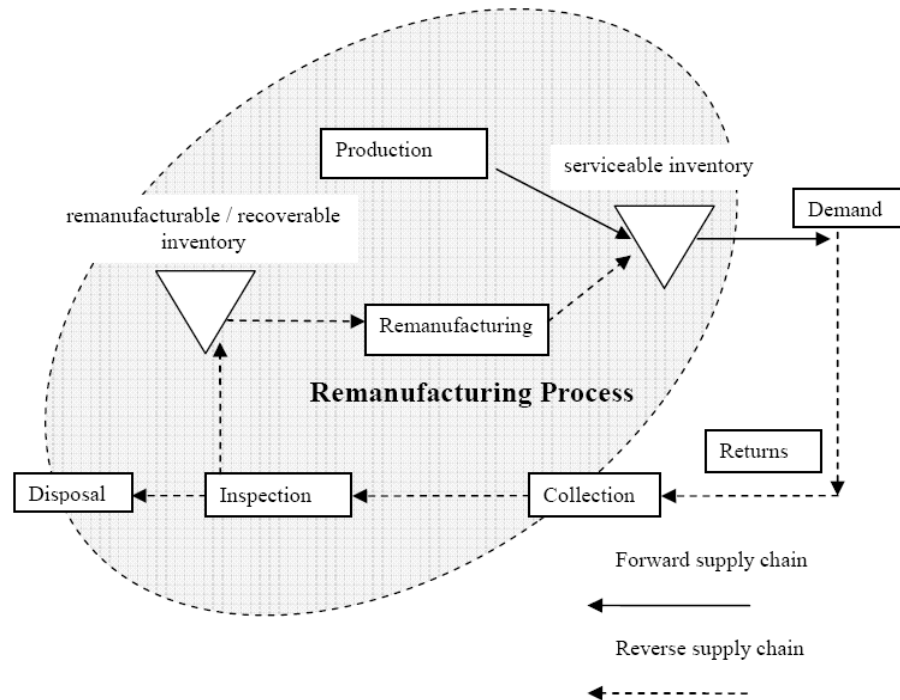 Production
serviceable inventory
remanufacturable / recoverable
inventory
Demand
Remanufacturing
Remanufacturing Process
Returns
Disposal
Inspection
Collection
Forward supply chain
Reverse supply chain